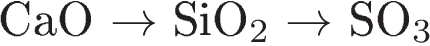 CaO → SiO₂ → SO₃